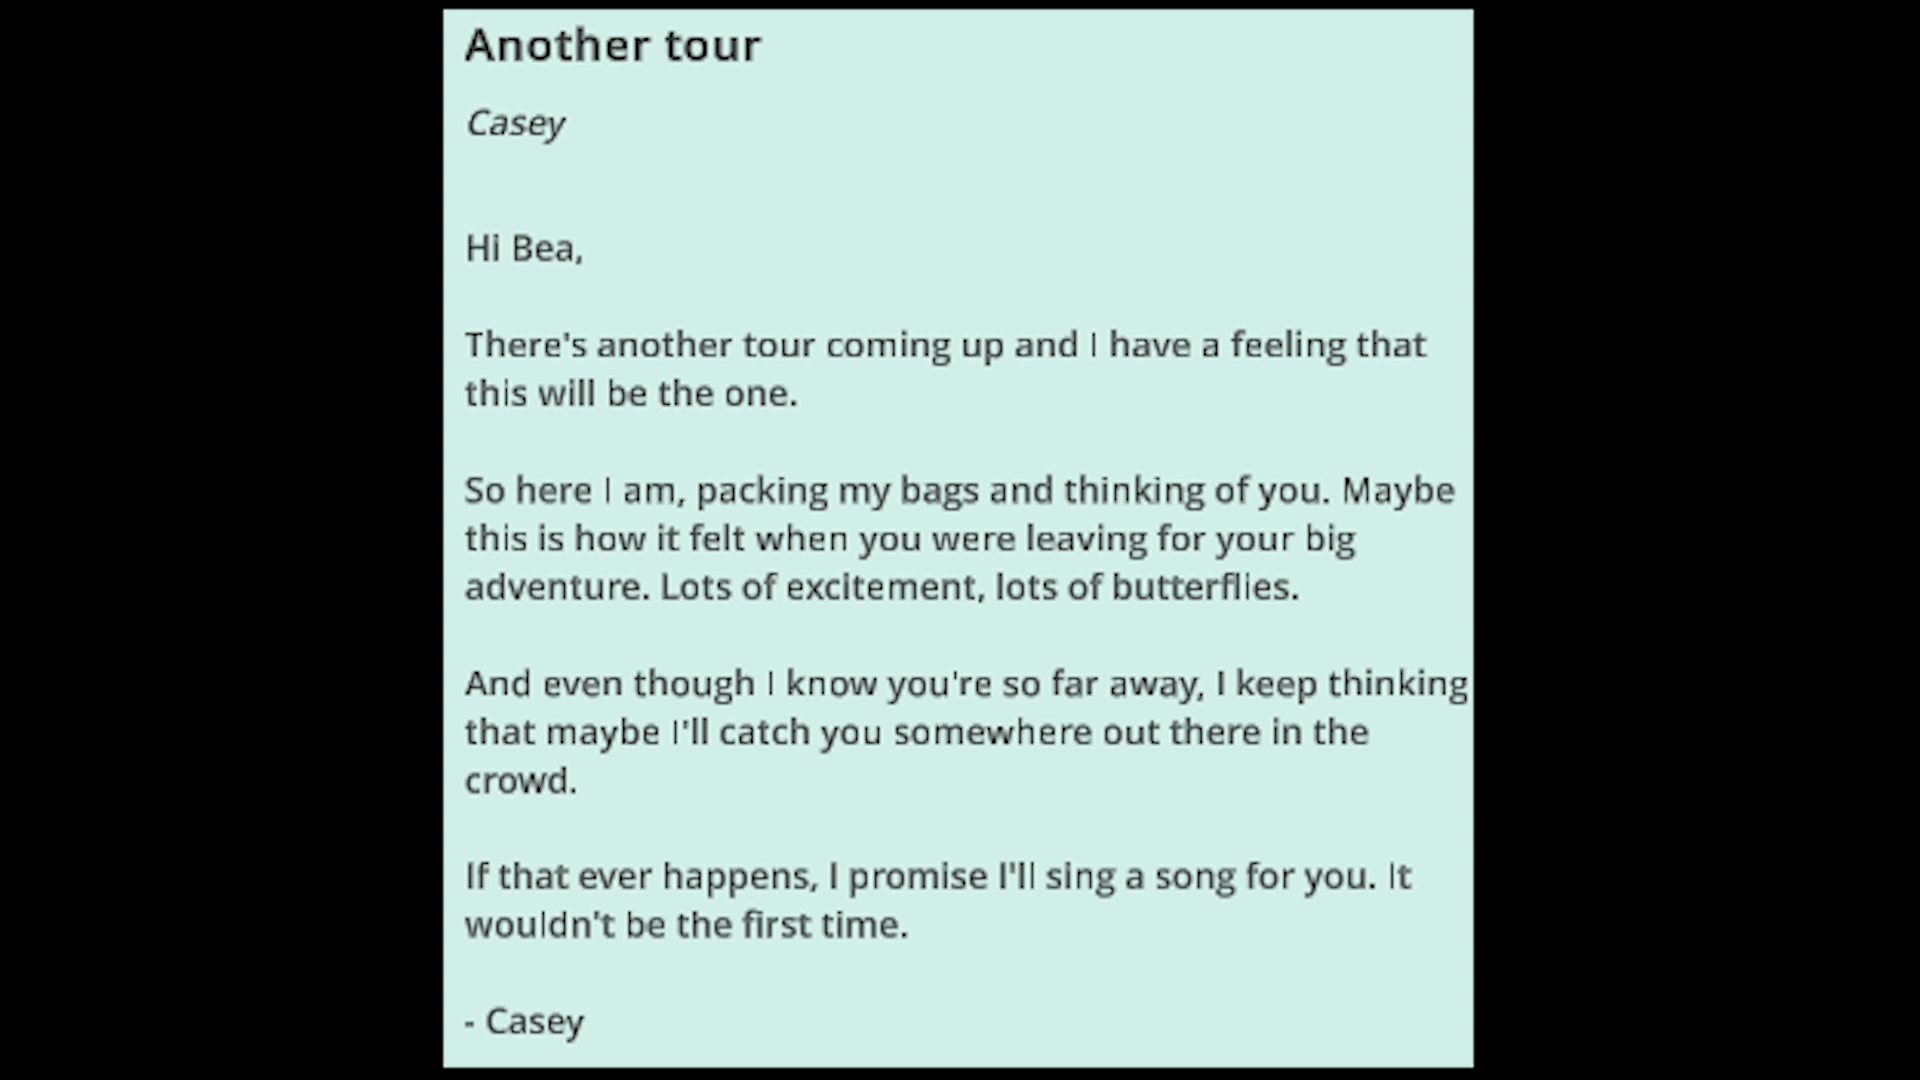 Another tour
Casey
Hi Bea,
There's another tour coming up and I have a feeling that
this will be the one.
So here I am, packing my bags and thinking of you. Maybe
this is how it felt when you were leaving for your big
adventure. Lots of excitement, lots of butterflies.
And even though I know you're so far away, I keep thinking
that maybe I'll catch you somewhere out there in the
crowd.
If that ever happens, I promise I'll sing a song for you. It
wouldn't be the first time.
- Casey